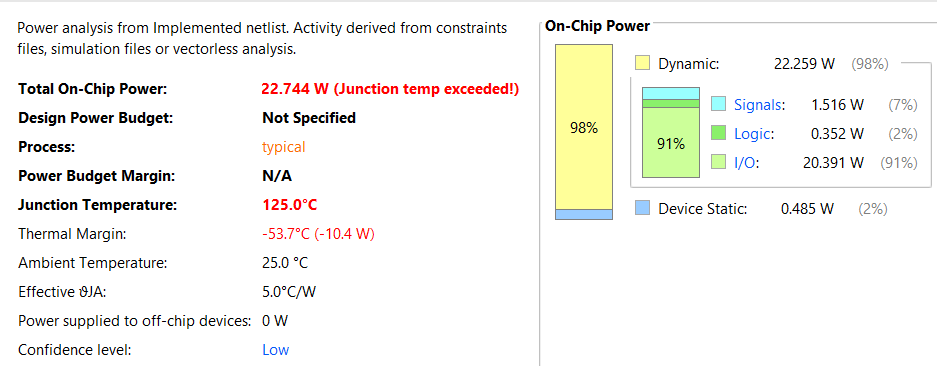 Power analysis from Implemented netlist. Activity derived from constraints
files, simulation files or vectorless analysis.
Total On-Chip Power: 22.744 W (Junction temp exceeded!)
Design Power Budget: Not Specified
Process: typical
Power Budget Margin: N/A
Junction Temperature: 125.0°C
Thermal Margin: -53.7°C (-10.4 W)
Ambient Temperature: 25.0 °C
Effective ϑJA: 5.0°C/W
Power supplied to off-chip devices: 0 W
Confidence level: Low
On-Chip Power
98%
Dynamic: 22.259 W (98%)
91%
Signals: 1.516 W (7%)
Logic: 0.352 W (2%)
I/O: 20.391 W (91%)
Device Static: 0.485 W (2%)